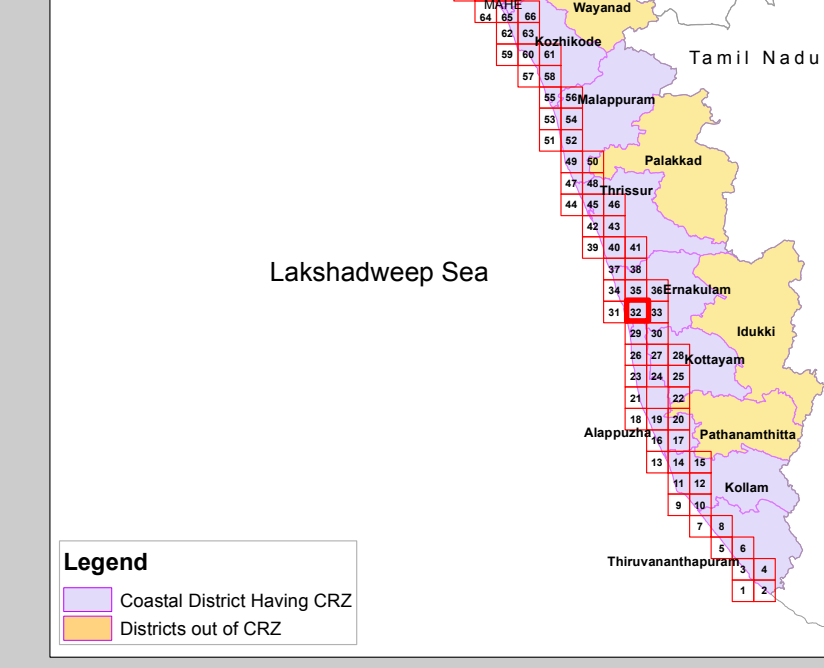 MAHE
Wayanad
64 65 66
62 63
Kozhikode
59 60 61
Tamil Nadu
57 58
55 56
Malappuram
53 54
51 52
49 50
Palakkad
47 48
Thrissur
44 45 46
42 43
39 40 41
37 38
Lakshadweep Sea
34 35 36
Ernakulam
31 32 33
29 30
Idukki
26 27 28
Kottayam
23 24 25
21 22
18 19 20
Alappuzha
16 17
Pathanamthitta
13 14 15
11 12
Kollam
9 10
7 8
5 6
Thiruvananthapuram
3 4
1 2
Legend
Coastal District Having CRZ
Districts out of CRZ